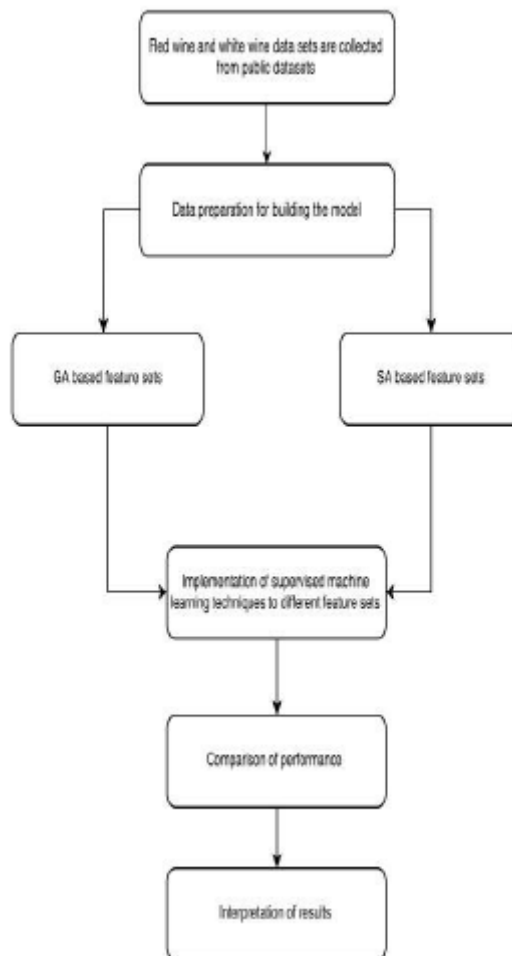 Red wine and white wine data sets are collected
from public datasets
Data preparation for building the model
GA based feature sets
SA based feature sets
Implementation of supervised machine
learning techniques to different feature sets
Comparison of performance
Interpretation of results